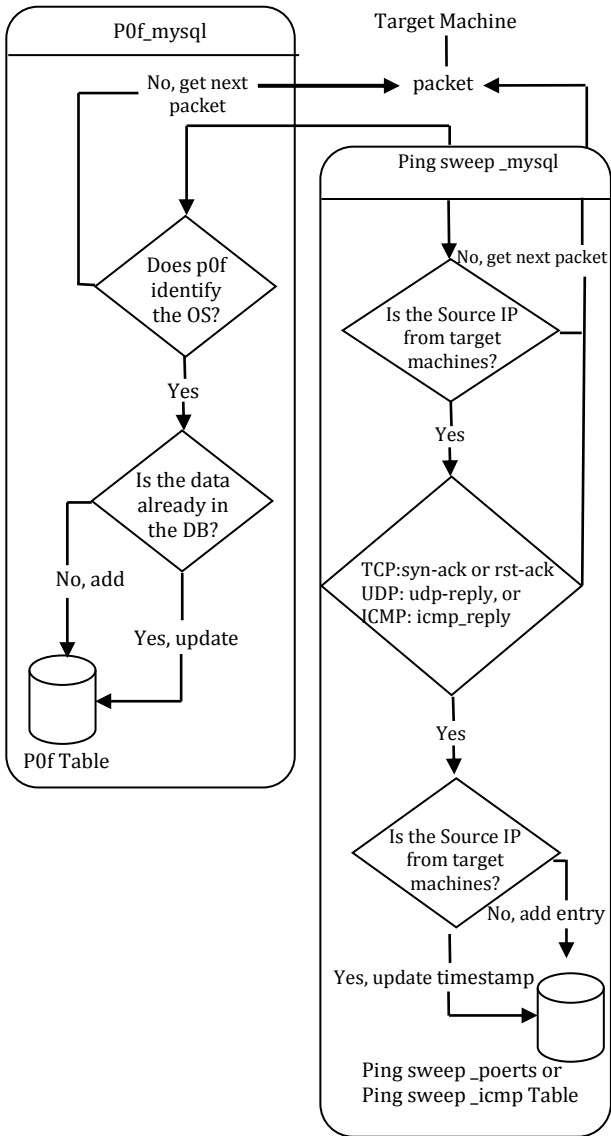 P0f_mysql
Target Machine
No, get next
packet
packet
Ping sweep _mysql
No, get next packet
Does p0f
identify
the OS?
Is the Source IP
from target
machines?
Yes
Yes
Is the data
already in
the DB?
TCP:syn-ack or rst-ack
UDP: udp-reply, or
ICMP: icmp_reply
No, add
Yes, update
P0f Table
Yes
Is the Source IP
from target
machines?
No, add entry
Yes, update timestamp
Ping sweep _poerts or
Ping sweep _icmp Table